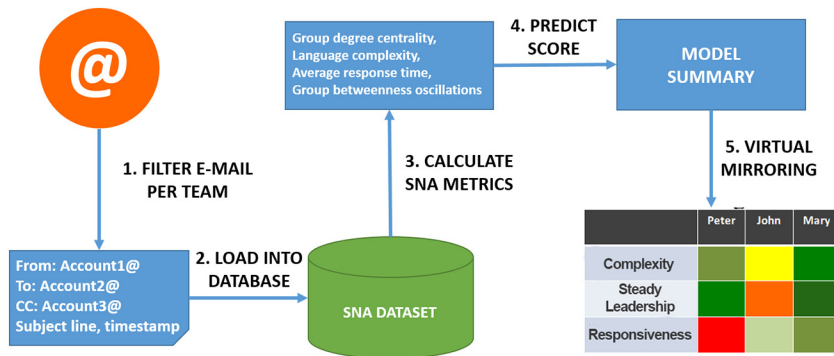 @
1. FILTER E-MAIL
PER TEAM
From: Account1@
To: Account2@
CC: Account3@
Subject line, timestamp
2. LOAD INTO
DATABASE
SNA DATASET
3. CALCULATE
SNA METRICS
Group degree centrality,
Language complexity,
Average response time,
Group betweenness oscillations
4. PREDICT
SCORE
MODEL
SUMMARY
5. VIRTUAL
MIRRORING
Peter John Mary
Complexity
Steady
Leadership
Responsiveness